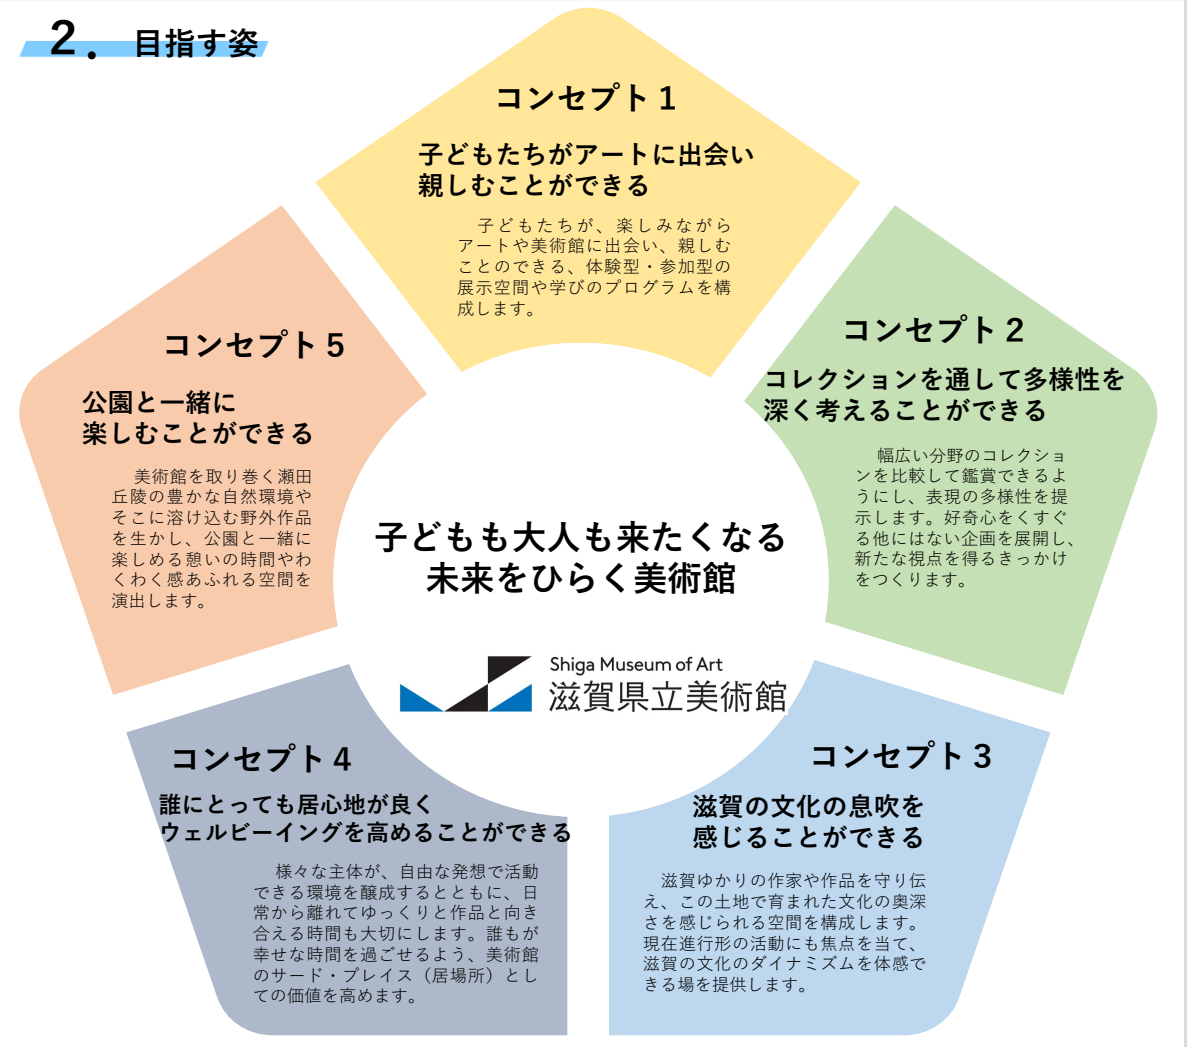 2．目指す姿
コンセプト１
子どもたちがアートに出会い
親しむことができる
子どもたちが、楽しみながら
アートや美術館に出会い、親しむ
ことのできる、体験型・参加型の
展示空間や学びのプログラムを構
成します。
コンセプト２
コレクションを通して多様性を
深く考えることができる
幅広い分野のコレクショ
ンを比較して鑑賞できるよ
うにし、表現の多様性を提
示します。好奇心をくすぐ
る他にはない企画を展開し、
新たな視点を得るきっかけ
をつくります。
コンセプト３
滋賀の文化の息吹を
感じることができる
滋賀ゆかりの作家や作品を守り伝
え、この土地で育まれた文化の奥深
さを感じられる空間を構成します。
現在進行形の活動にも焦点を当て、
滋賀の文化のダイナミズムを体感で
きる場を提供します。
コンセプト４
誰にとっても居心地が良く
ウェルビーイングを高めることができる
様々な主体が、自由な発想で活動
できる環境を醸成するとともに、日
常から離れてゆっくりと作品と向き
合える時間も大切にします。誰もが
幸せな時間を過ごせるよう、美術館
のサード・プレイス（居場所）とし
ての価値を高めます。
コンセプト５
公園と一緒に
楽しむことができる
美術館を取り巻く瀬田
丘陵の豊かな自然環境や
そこに溶け込む野外作品
を生かし、公園と一緒に
楽しめる憩いの時間やわ
くわく感あふれる空間を
演出します。
子どもも大人も来たくなる
未来をひらく美術館
Shiga Museum of Art
滋賀県立美術館